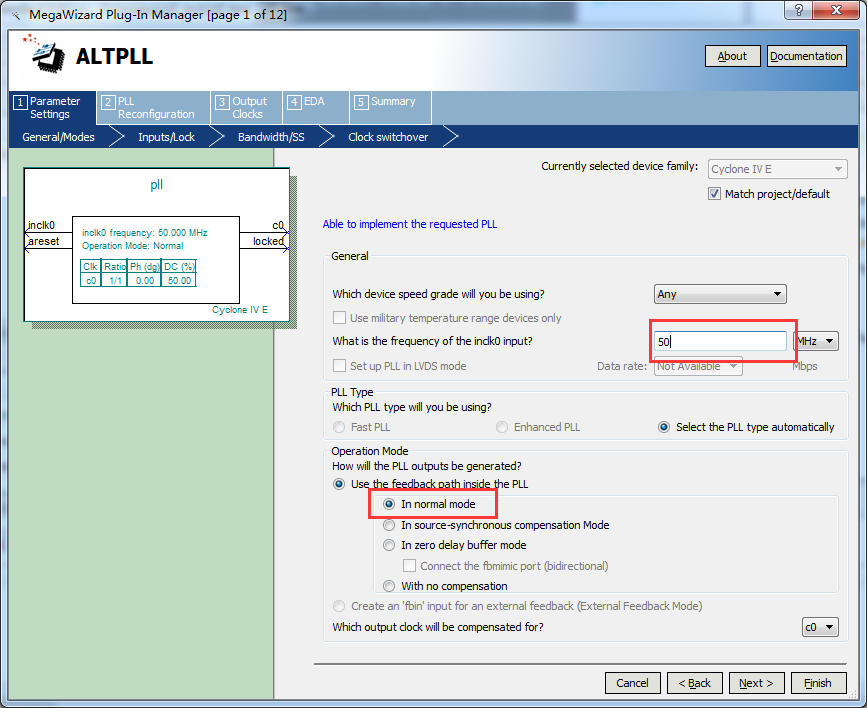 MegaWizard Plug-In Manager [page 1 of 12]
ALTPLL
About
Documentation
1 Parameter Settings
2 PLL Reconfiguration
3 Output Clocks
4 EDA
5 Summary
General/Modes
Inputs/Lock
Bandwidth/SS
Clock switchover
pll
inclk0
areset
c0
locked
inclk0 frequency: 50.000 MHz
Operation Mode: Normal
Clk Ratio Ph (dg) DC (%)
c0 1/1 0.00 50.00
Cyclone IV E
Currently selected device family:
Cyclone IV E
Match project/default
Able to implement the requested PLL
General
Which device speed grade will you be using?
Any
Use military temperature range devices only
What is the frequency of the inclk0 input?
50
MHz
Set up PLL in LVDS mode
Data rate:
Not Available
Mbps
PLL Type
Which PLL type will you be using?
Fast PLL
Enhanced PLL
Select the PLL type automatically
Operation Mode
How will the PLL outputs be generated?
Use the feedback path inside the PLL
In normal mode
In source-synchronous compensation Mode
In zero delay buffer mode
Connect the fbmimic port (bidirectional)
With no compensation
Create an 'fbin' input for an external feedback (External Feedback Mode)
Which output clock will be compensated for?
c0
Cancel
< Back
Next >
Finish